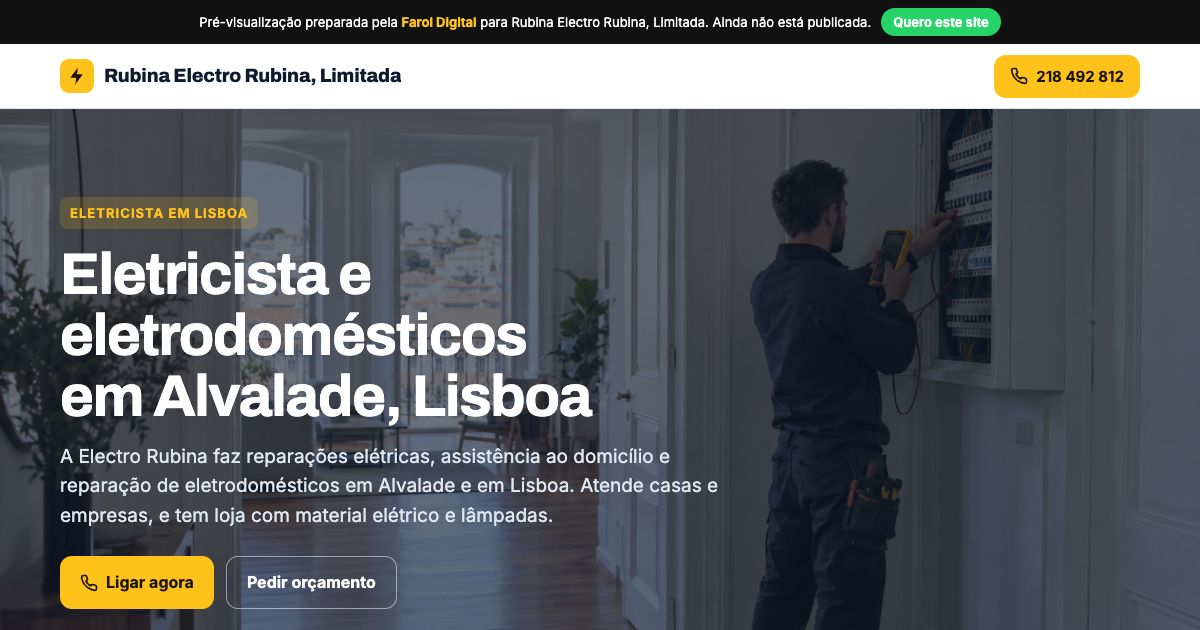 Pré-visualização preparada pela Farol Digital para Rubina Electro Rubina, Limitada. Ainda não está publicada.
Quero este site
Rubina Electro Rubina, Limitada
218 492 812
ELETRICISTA EM LISBOA
Eletricista e
eletrodomésticos
em Alvalade, Lisboa
A Electro Rubina faz reparações elétricas, assistência ao domicílio e
reparação de eletrodomésticos em Alvalade e em Lisboa. Atende casas e
empresas, e tem loja com material elétrico e lâmpadas.
Ligar agora
Pedir orçamento